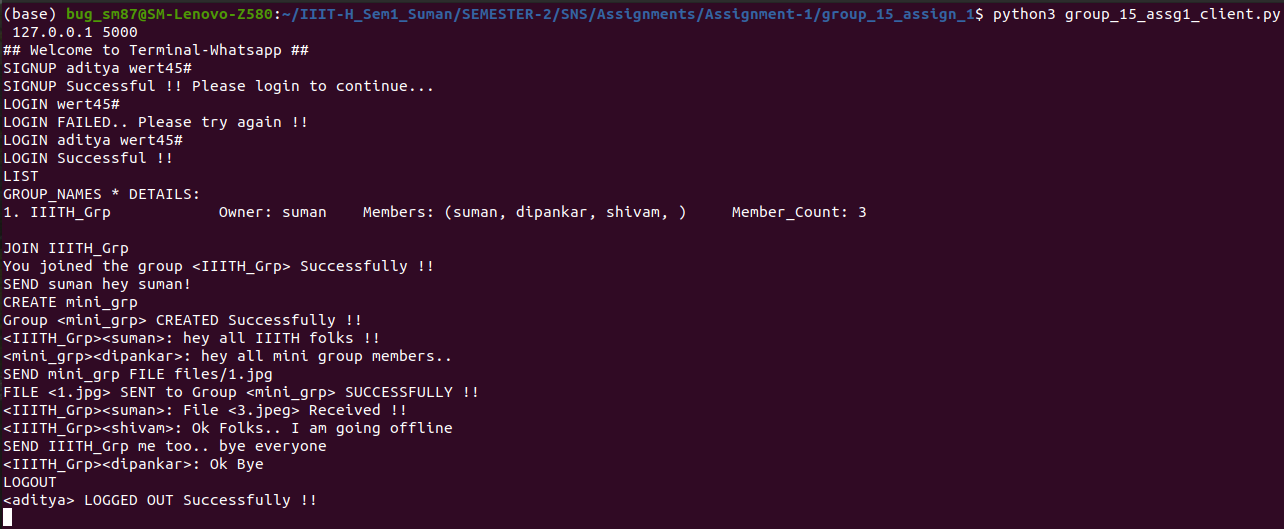 (base) bug_sm87@SM-Lenovo-Z580:~/IIIT-H_Sem1_Suman/SEMESTER-2/SNS/Assignments/Assignment-1/group_15_assign_1$ python3 group_15_assg1_client.py
127.0.0.1 5000
## Welcome to Terminal-Whatsapp ##
SIGNUP aditya wert45#
SIGNUP Successful !! Please login to continue...
LOGIN wert45#
LOGIN FAILED.. Please try again !!
LOGIN aditya wert45#
LOGIN Successful !!
LIST
GROUP_NAMES * DETAILS:
1. IIITH_Grp Owner: suman Members: (suman, dipankar, shivam, ) Member_Count: 3
JOIN IIITH_Grp
You joined the group <IIITH_Grp> Successfully !!
SEND suman hey suman!
CREATE mini_grp
Group <mini_grp> CREATED Successfully !!
<IIITH_Grp><suman>: hey all IIITH folks !!
<mini_grp><dipankar>: hey all mini group members..
SEND mini_grp FILE files/1.jpg
FILE <1.jpg> SENT to Group <mini_grp> SUCCESSFULLY !!
<IIITH_Grp><suman>: File <3.jpeg> Received !!
<IIITH_Grp><shivam>: Ok Folks.. I am going offline
SEND IIITH_Grp me too.. bye everyone
<IIITH_Grp><dipankar>: Ok Bye
LOGOUT
<aditya> LOGGED OUT Successfully !!